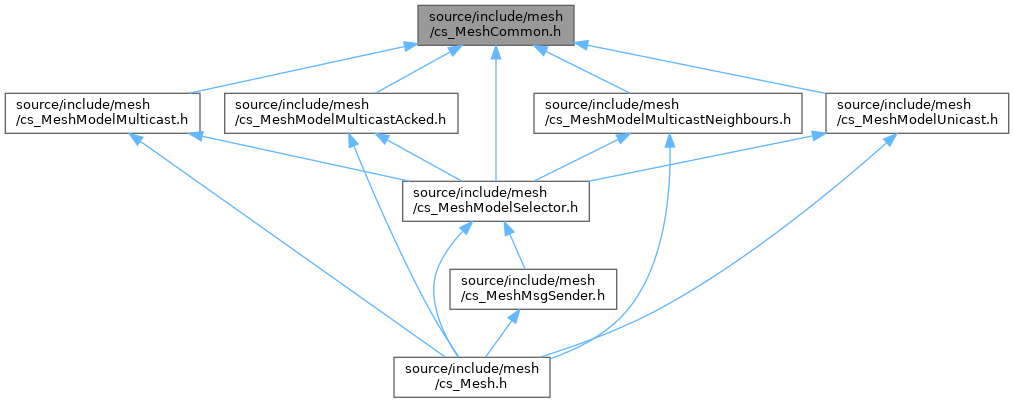 source/include/mesh
/cs_MeshCommon.h
source/include/mesh
/cs_MeshModelMulticast.h
source/include/mesh
/cs_MeshModelMulticastAcked.h
source/include/mesh
/cs_MeshModelMulticastNeighbours.h
source/include/mesh
/cs_MeshModelUnicast.h
source/include/mesh
/cs_MeshModelSelector.h
source/include/mesh
/cs_MeshMsgSender.h
source/include/mesh
/cs_Mesh.h